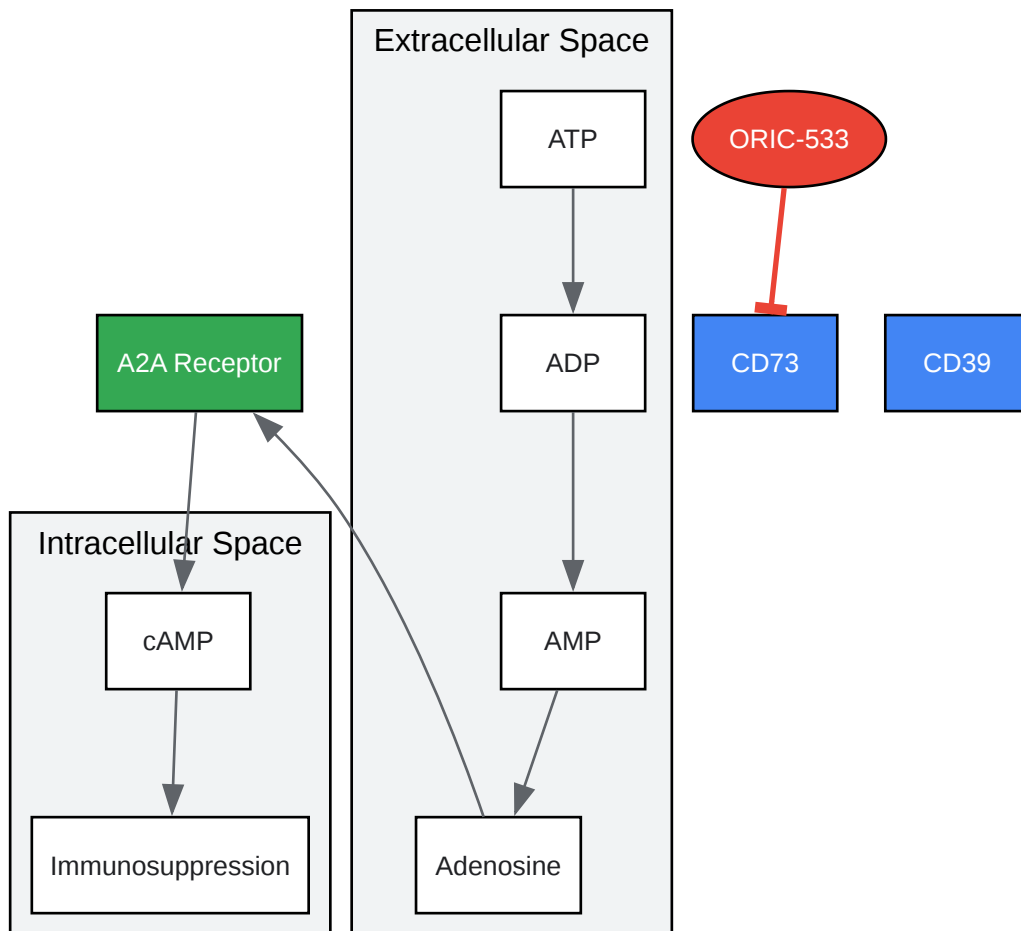 Extracellular Space
ATP
ORIC-533
A2A Receptor
ADP
CD73
CD39
Intracellular Space
cAMP
AMP
Immunosuppression
Adenosine